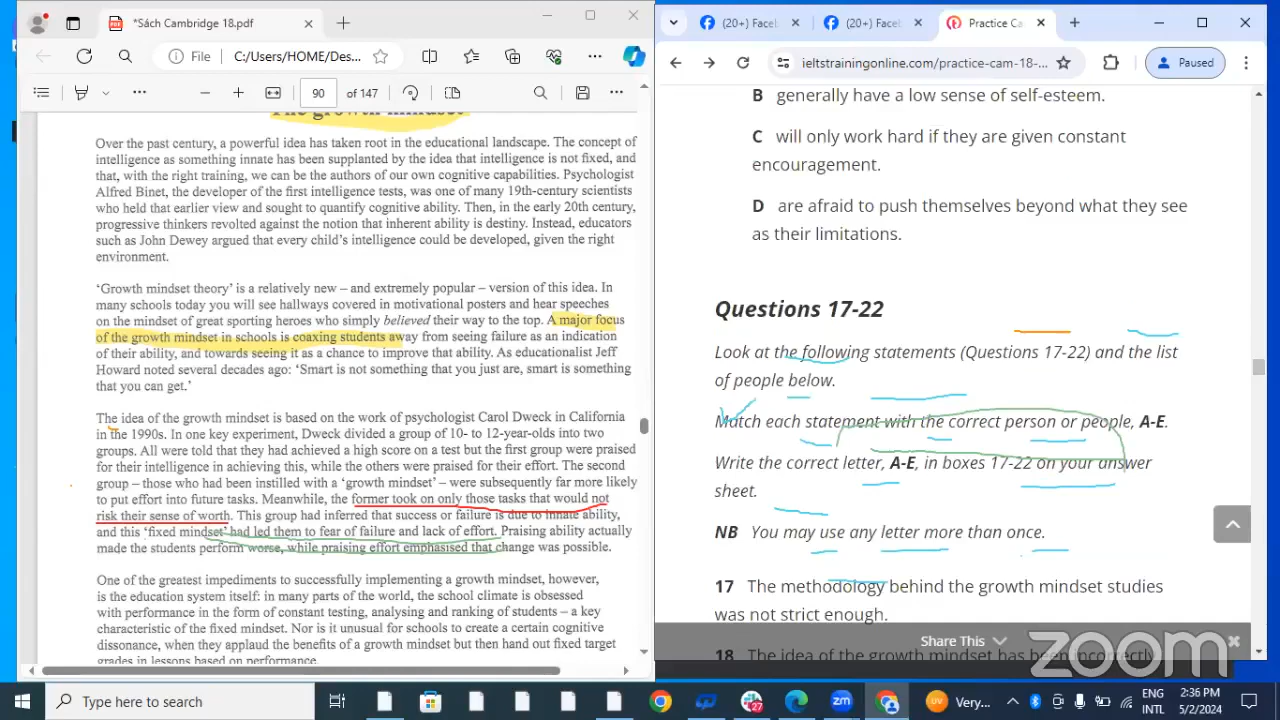 *Sách Cambridge 18.pdf
File
C:/Users/HOME/Des...
90 of 147
Over the past century, a powerful idea has taken root in the educational landscape. The concept of
intelligence as something innate has been supplanted by the idea that intelligence is not fixed, and
that, with the right training, we can be the authors of our own cognitive capabilities. Psychologist
Alfred Binet, the developer of the first intelligence tests, was one of many 19th-century scientists
who held that earlier view and sought to quantify cognitive ability. Then, in the early 20th century,
progressive thinkers revolted against the notion that inherent ability is destiny. Instead, educators
such as John Dewey argued that every child's intelligence could be developed, given the right
environment.
'Growth mindset theory' is a relatively new – and extremely popular – version of this idea. In
many schools today you will see hallways covered in motivational posters and hear speeches
on the mindset of great sporting heroes who simply believed their way to the top. A major focus
of the growth mindset in schools is coaxing students away from seeing failure as an indication
of their ability, and towards seeing it as a chance to improve that ability. As educationalist Jeff
Howard noted several decades ago: 'Smart is not something that you just are, smart is something
that you can get.'
The idea of the growth mindset is based on the work of psychologist Carol Dweck in California
in the 1990s. In one key experiment, Dweck divided a group of 10- to 12-year-olds into two
groups. All were told that they had achieved a high score on a test but the first group were praised
for their intelligence in achieving this, while the others were praised for their effort. The second
group – those who had been instilled with a 'growth mindset' – were subsequently far more likely
to put effort into future tasks. Meanwhile, the former took on only those tasks that would not
risk their sense of worth. This group had inferred that success or failure is due to innate ability,
and this 'fixed mindset' had led them to fear of failure and lack of effort. Praising ability actually
made the students perform worse, while praising effort emphasised that change was possible.
One of the greatest impediments to successfully implementing a growth mindset, however,
is the education system itself: in many parts of the world, the school climate is obsessed
with performance in the form of constant testing, analysing and ranking of students – a key
characteristic of the fixed mindset. Nor is it unusual for schools to create a certain cognitive
dissonance, when they applaud the benefits of a growth mindset but then hand out fixed target
grades in lessons based on performance.
(20+) Facel
(20+) Facel
Practice Ca
ieltstrainingonline.com/practice-cam-18-...
Paused
B generally have a low sense of self-esteem.
C will only work hard if they are given constant
encouragement.
D are afraid to push themselves beyond what they see
as their limitations.
Questions 17-22
Look at the following statements (Questions 17-22) and the list
of people below.
Match each statement with the correct person or people, A-E.
Write the correct letter, A-E, in boxes 17-22 on your answer
sheet.
NB You may use any letter more than once.
17 The methodology behind the growth mindset studies
was not strict enough.
18 The idea of the growth mindset has been incorrectly
Share This
zoom
Type here to search
27
zm
UV
Very...
ENG
INTL
2:36 PM
5/2/2024